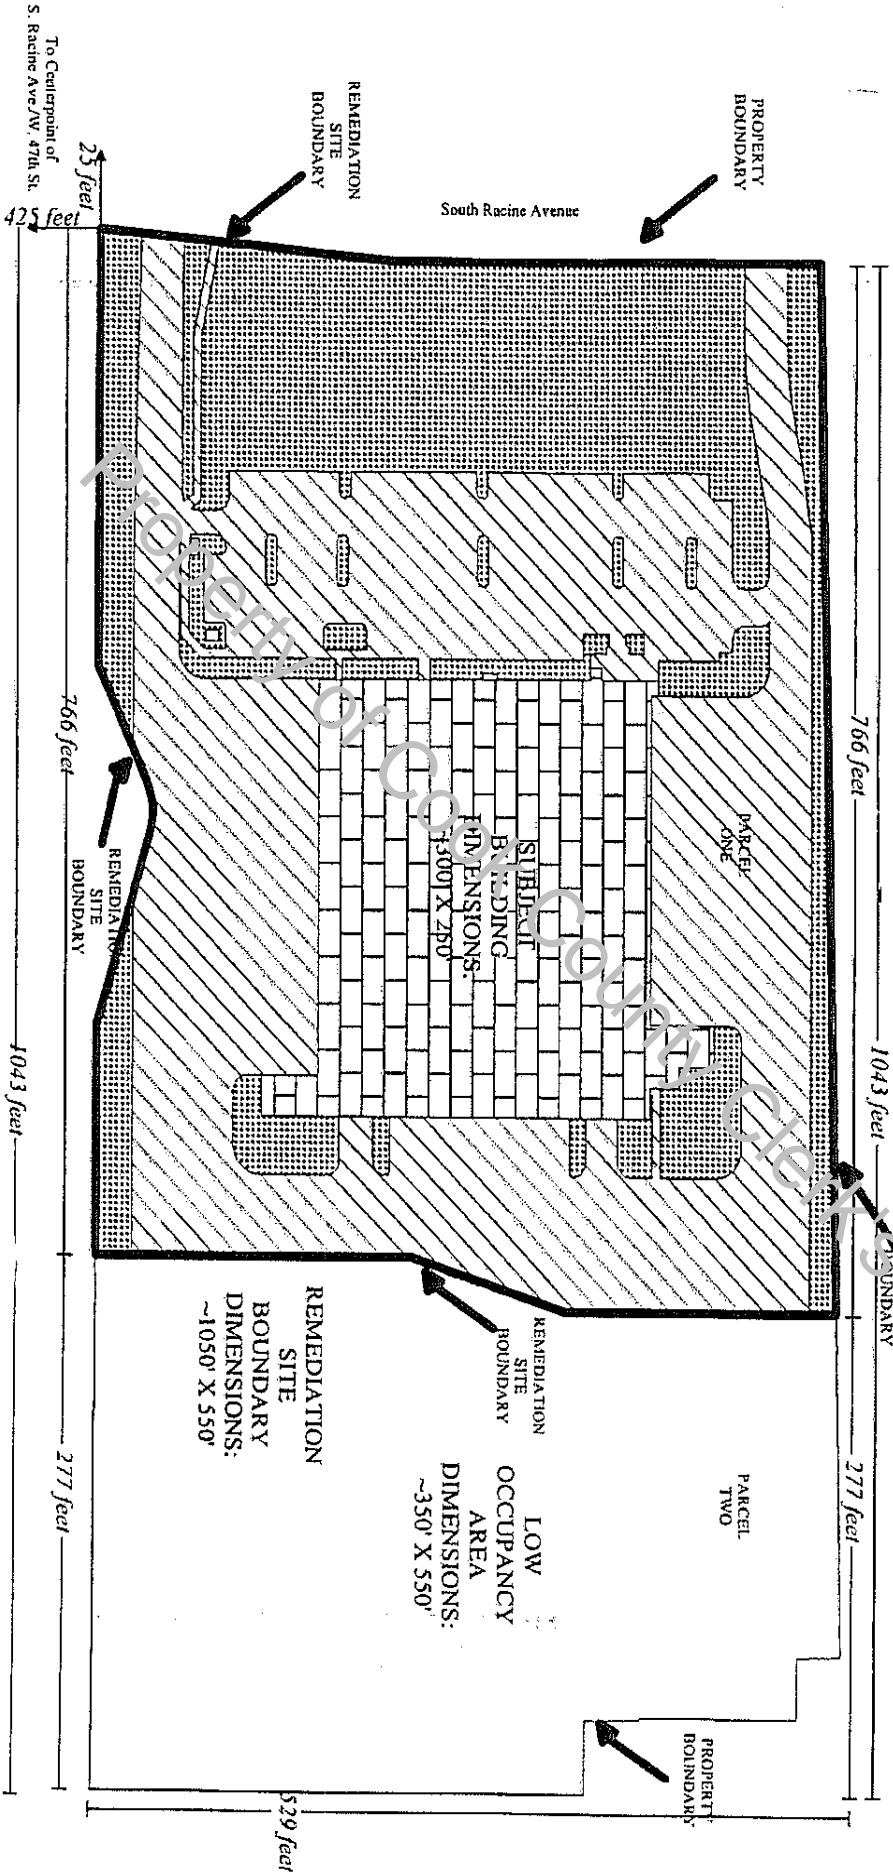 To Centerpoint of
S. Racine Ave./W. 47th St.
25 feet
425 feet
REMEDIATION
SITE
BOUNDARY
South Racine Avenue
PROPERTY
BOUNDARY
766 feet
1043 feet
277 feet
PARCEL
ONE
SUBJECT
BUILDING
DIMENSIONS:
~300' X 250'
766 feet
1043 feet
277 feet
REMEDIATION
SITE
BOUNDARY
REMEDIATION
SITE
BOUNDARY
REMEDIATION
SITE
BOUNDARY
DIMENSIONS:
~1050' X 550'
LOW
OCCUPANCY
AREA
DIMENSIONS:
~350' X 550'
PARCEL
TWO
PROPERTY
BOUNDARY
529 feet
Property of Cook County Clerk's